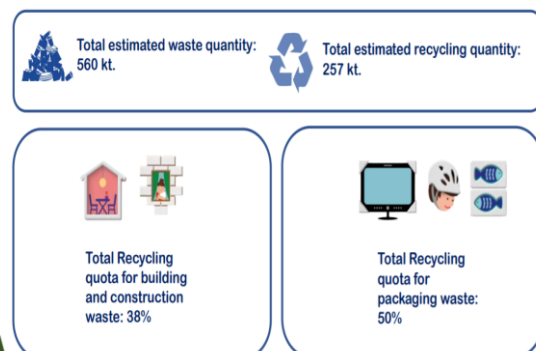 Total estimated waste quantity:
560 kt.
Total estimated recycling quantity:
257 kt.
Total Recycling
quota for building
and construction
waste: 38%
Total Recycling
quota for
packaging waste:
50%